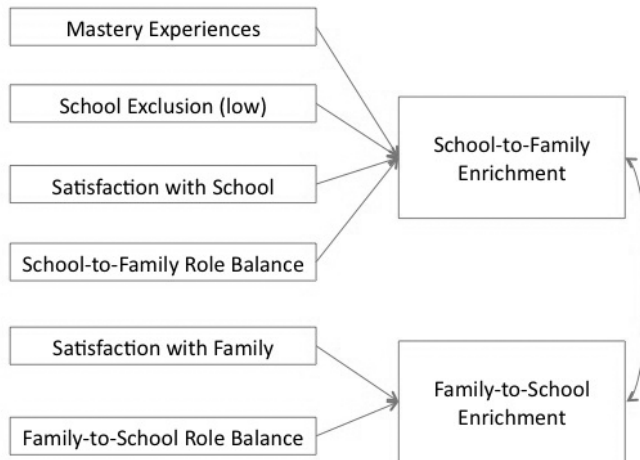 Mastery Experiences
School Exclusion (low)
Satisfaction with School
School-to-Family Role Balance
School-to-Family
Enrichment
Satisfaction with Family
Family-to-School Role Balance
Family-to-School
Enrichment